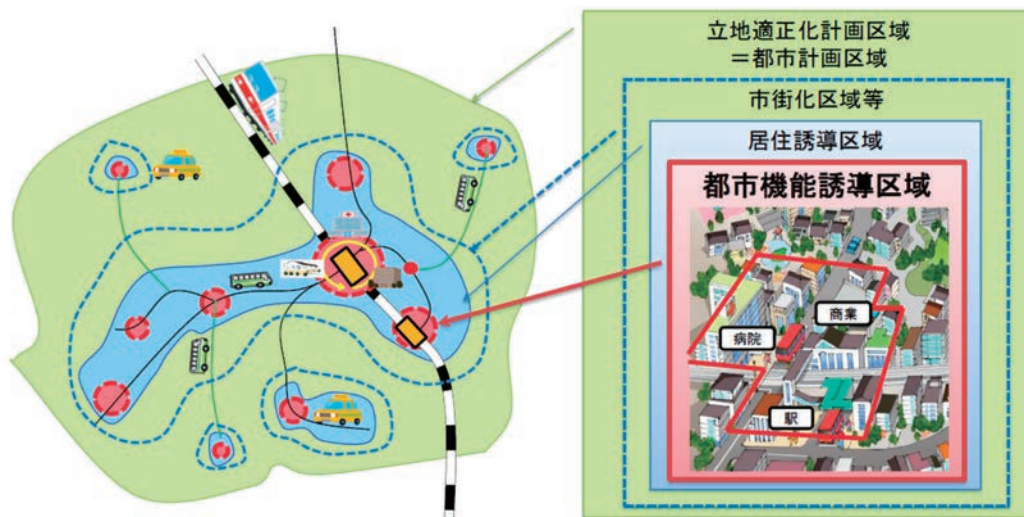 立地適正化計画区域
＝都市計画区域
市街化区域等
居住誘導区域
都市機能誘導区域
商業
病院
駅